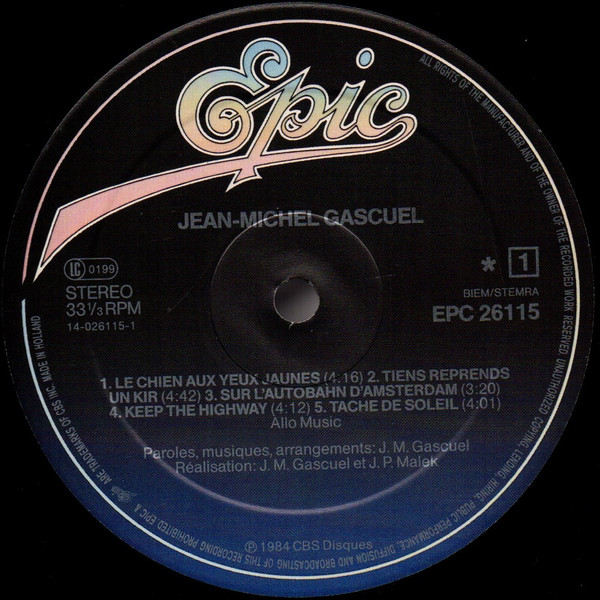 Epic
JEAN-MICHEL GASCUEL
LC 0199
STEREO
33 1/3 RPM
14-026115-1
* 1
BIEM/STEMRA
EPC 26115
1. LE CHIEN AUX YEUX JAUNES (4:16) 2. TIENS REPRENDS
UN KIR (4:42) 3. SUR L'AUTOBAHN D'AMSTERDAM (3:20)
4. KEEP THE HIGHWAY (4:12) 5. TACHE DE SOLEIL (4:01)
Allo Music
Paroles, musiques, arrangements: J. M. Gascuel
Réalisation: J. M. Gascuel et J. P. Malek
℗ 1984 CBS Disques
ALL RIGHTS OF THE MANUFACTURER AND OF THE OWNER OF THE RECORDED WORK RESERVED. UNAUTHORIZED COPYING, LENDING, HIRING, PUBLIC PERFORMANCE, DIFFUSION AND BROADCASTING OF THIS RECORDING PROHIBITED EPIC & ARE TRADEMARKS OF CBS INC. MADE IN HOLLAND